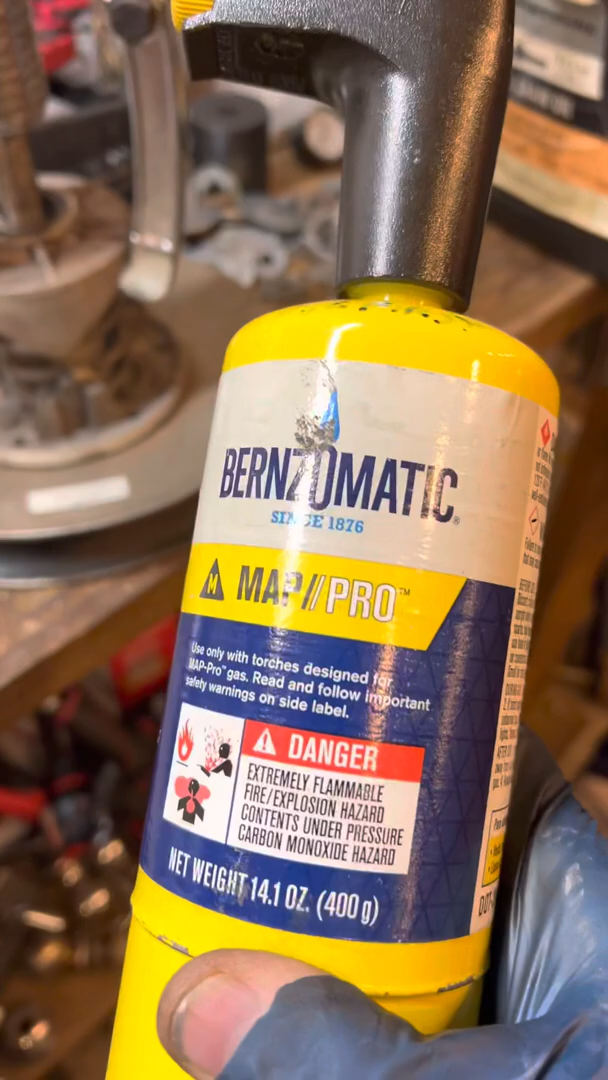 BERNZOMATIC®
SINCE 1876
M MAP//PRO™
Use only with torches designed for
MAP-Pro™ gas. Read and follow important
safety warnings on side label.
DANGER
EXTREMELY FLAMMABLE
FIRE/EXPLOSION HAZARD
CONTENTS UNDER PRESSURE
CARBON MONOXIDE HAZARD
NET WEIGHT 14.1 OZ. (400 g)